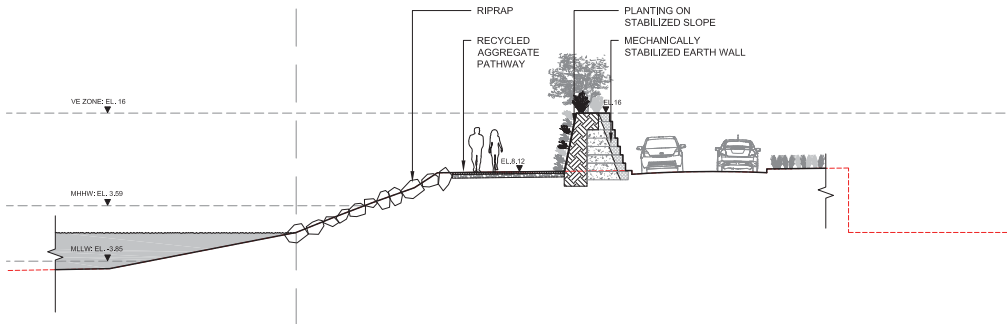 RIPRAP
RECYCLED
AGGREGATE
PATHWAY
PLANTING ON
STABILIZED SLOPE
MECHANICALLY
STABILIZED EARTH WALL
VE ZONE: EL. 16
EL.16
EL.8.12
MHHW: EL. 3.59
MLLW: EL. -3.85